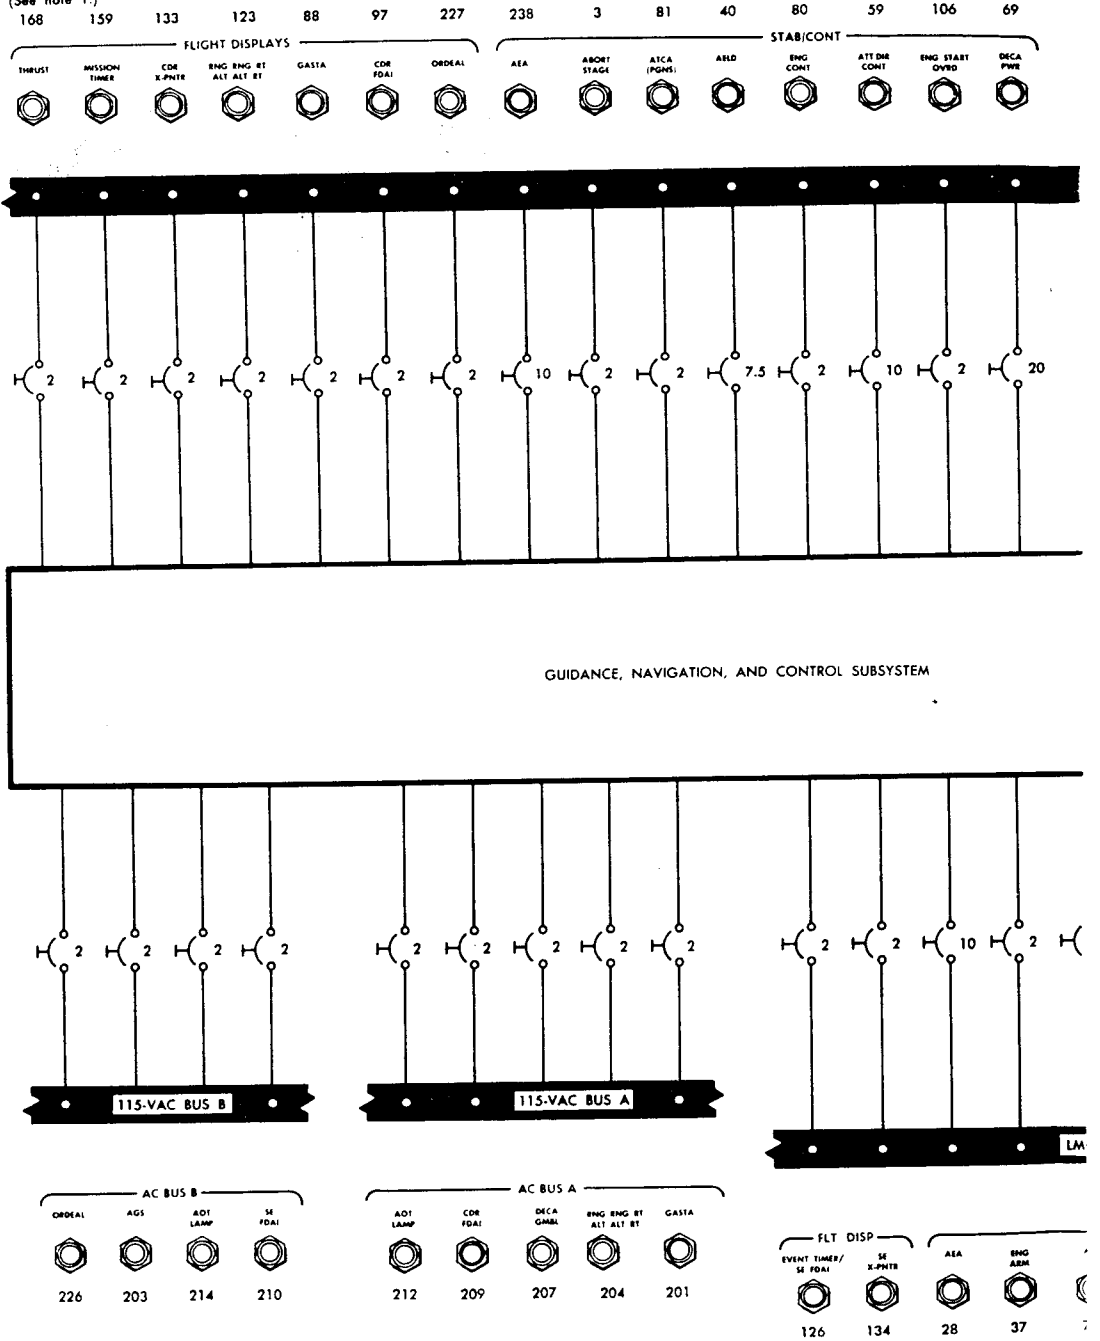 (See note 1.)
168 159 133 123 88 97 227 238 3 81 40 80 59 106 69
FLIGHT DISPLAYS STAB/CONT
THRUST MISSION TIMER CDR X-PNTR RNG RNG RT ALT ALT RT GASTA CDR FDAI ORDEAL AEA ABORT STAGE ATCA (PGNS) AELD ENG CONT ATT DIR CONT ENG START OVRD DECA PWR
2 2 2 2 2 2 2 10 2 2 7.5 2 10 2 20
GUIDANCE, NAVIGATION, AND CONTROL SUBSYSTEM
2 2 2 2 2 2 2 2 2 2 2 10 2
115-VAC BUS B 115-VAC BUS A
LM
AC BUS B AC BUS A
ORDEAL AGS AOT LAMP SE FDAI AOT LAMP CDR FDAI DECA GMBL RNG RNG RT ALT ALT RT GASTA
226 203 214 210 212 209 207 204 201
FLT DISP
EVENT TIMER/ SE FDAI SE X-PNTR AEA ENG ARM
126 134 28 37